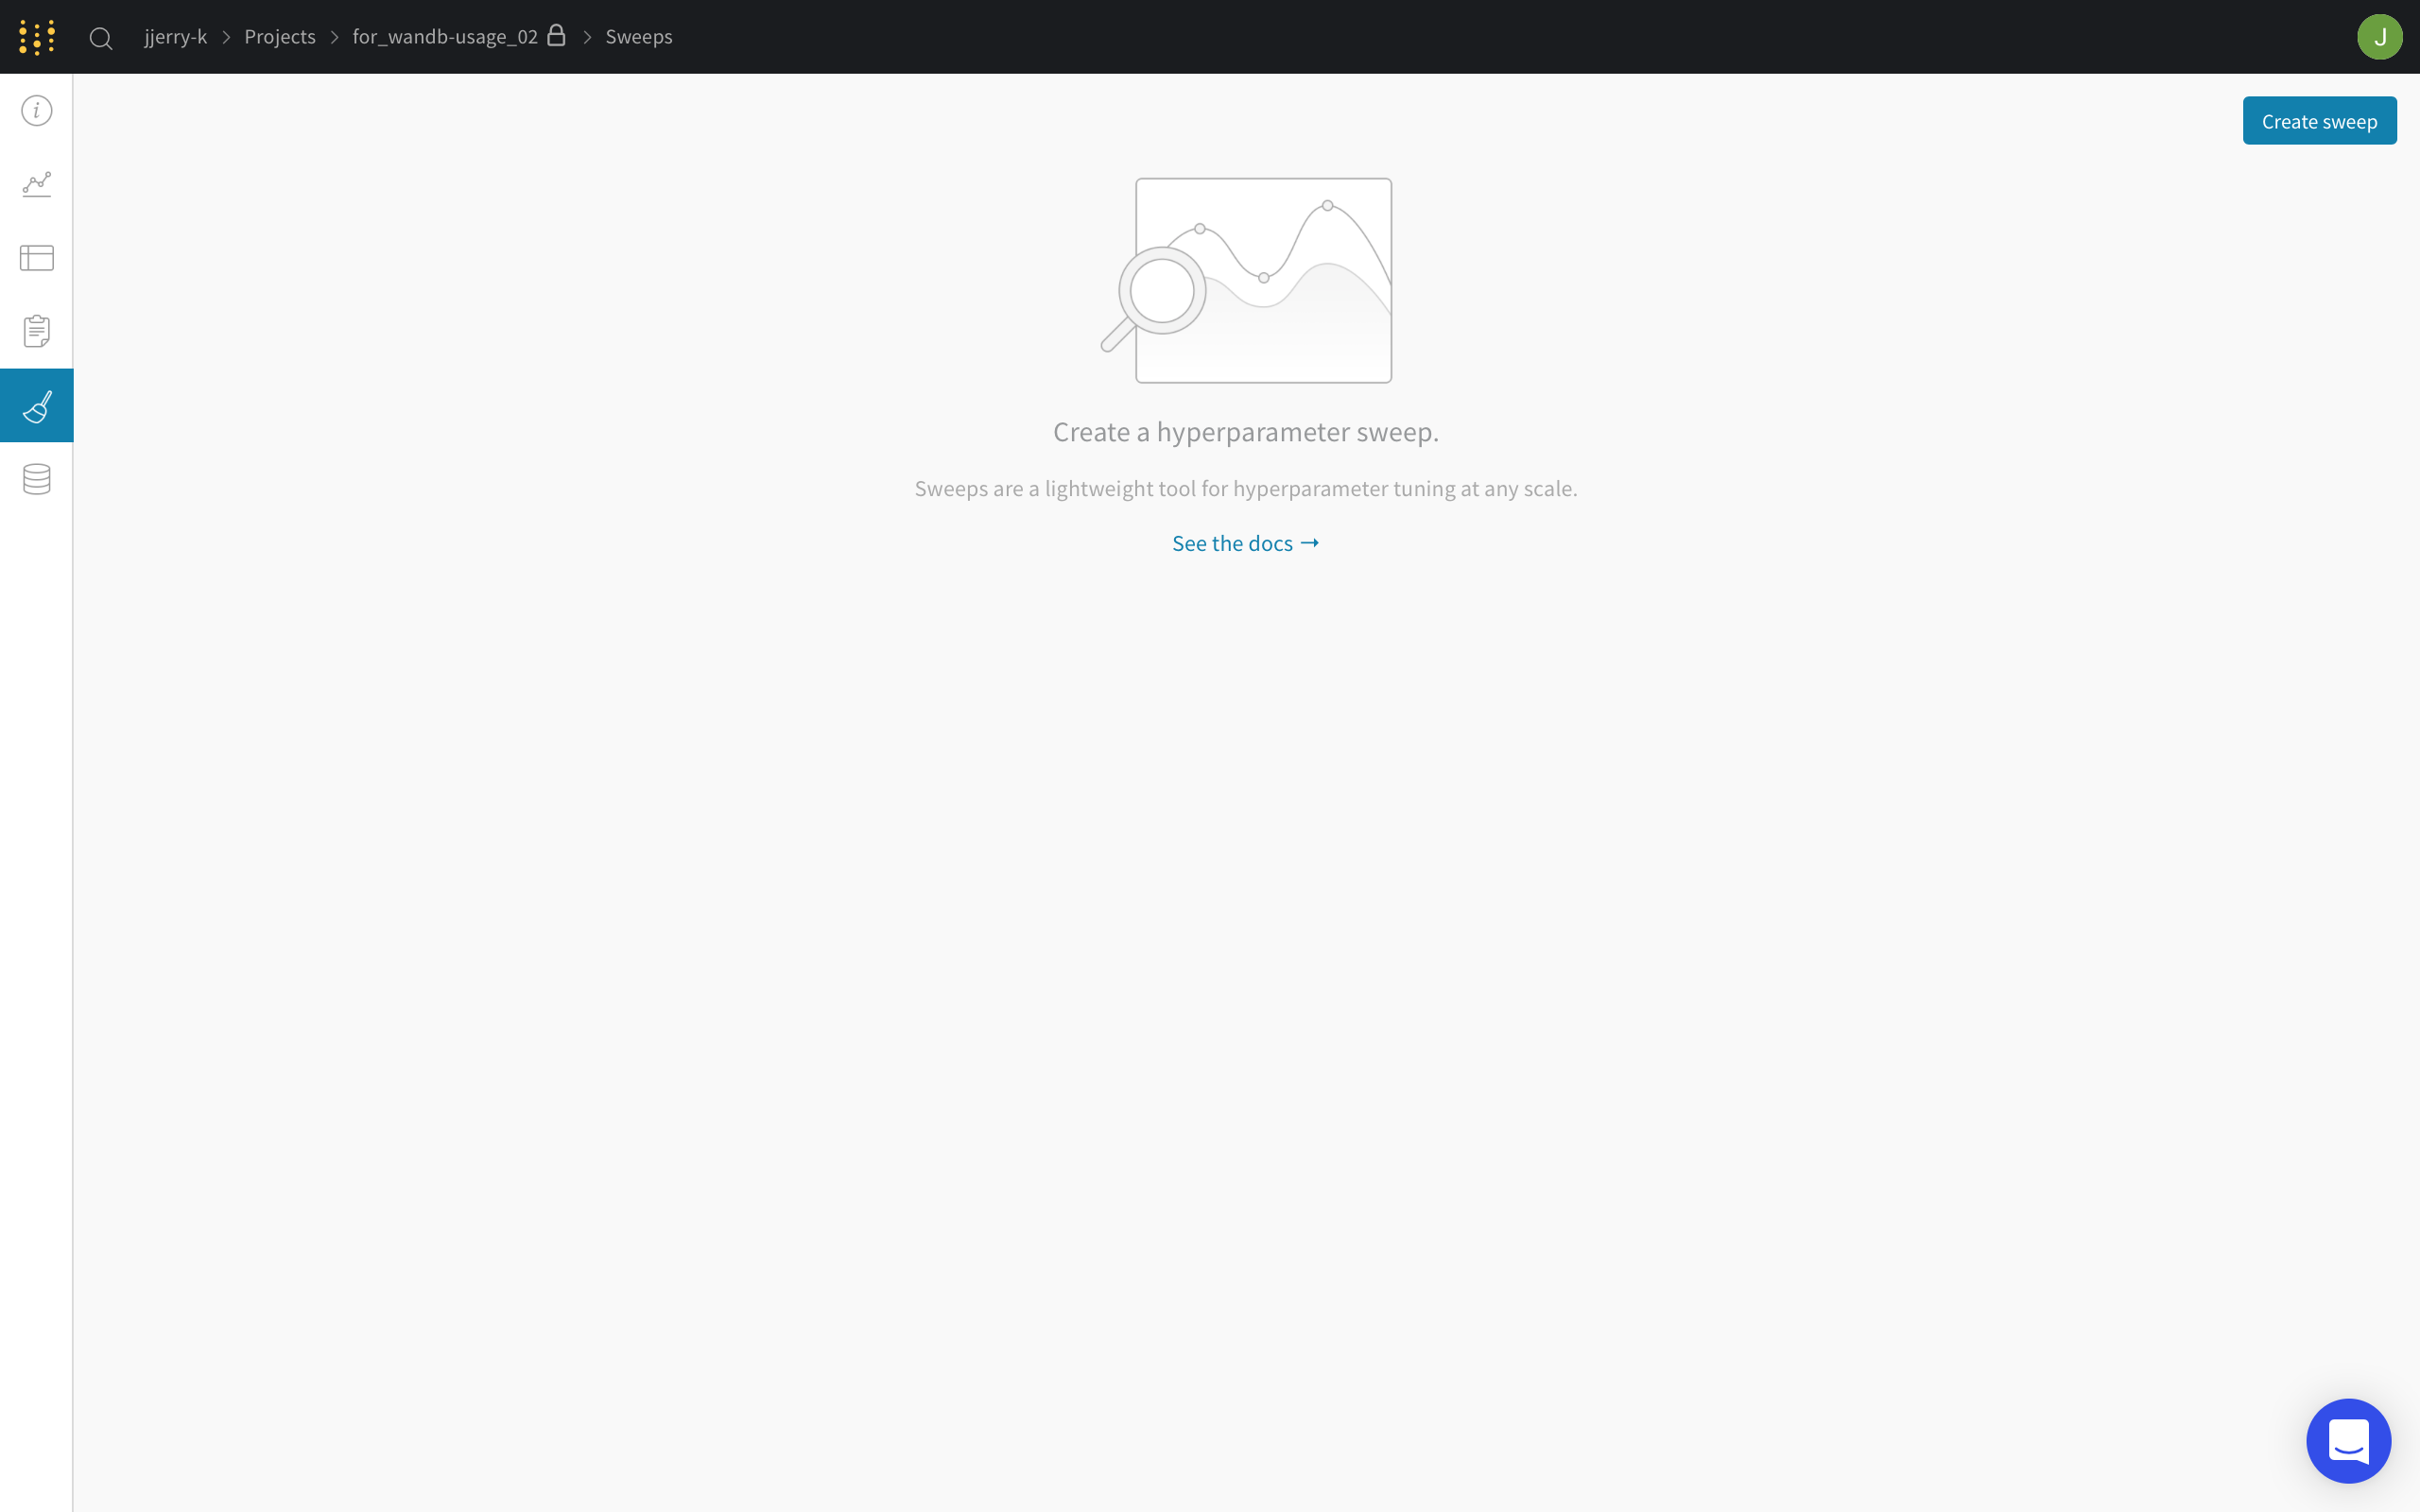 jjerry-k > Projects > for_wandb-usage_02 > Sweeps
J
i
Create sweep
Create a hyperparameter sweep.
Sweeps are a lightweight tool for hyperparameter tuning at any scale.
See the docs →